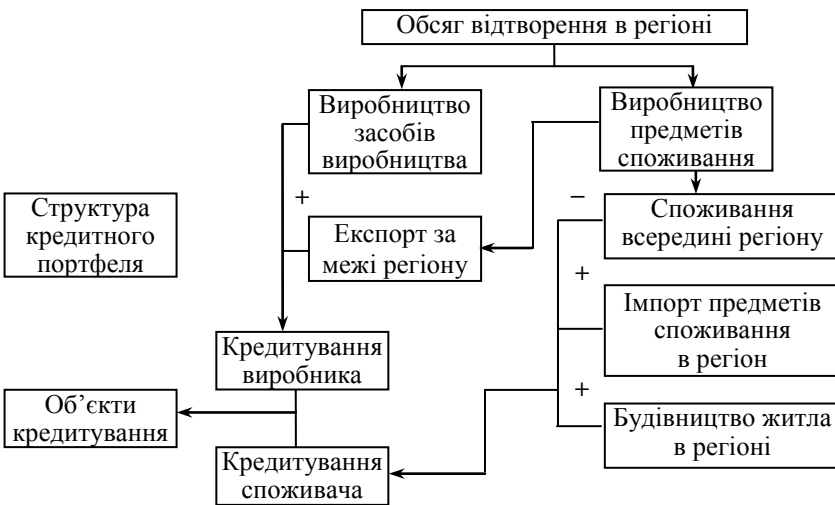 Обсяг відтворення в регіоні
Виробництво
засобів
виробництва
Виробництво
предметів
споживання
+
−
Структура
кредитного
портфеля
Експорт за
межі регіону
Споживання
всередині регіону
+
Імпорт предметів
споживання
в регіон
Кредитування
виробника
+
Об’єкти
кредитування
Будівництво житла
в регіоні
Кредитування
споживача